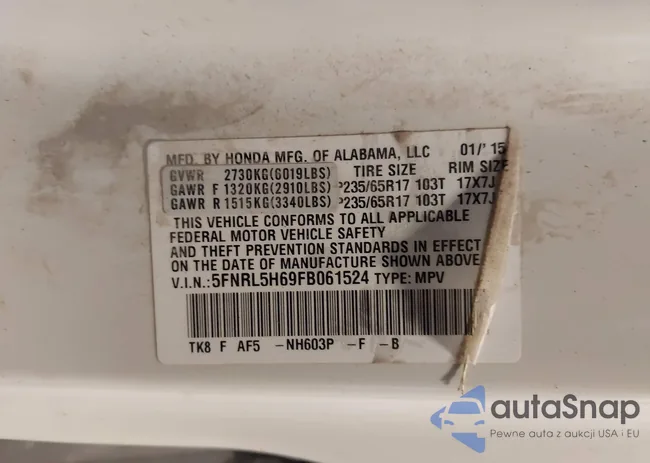 MFD. BY HONDA MFG. OF ALABAMA, LLC 01/'15
GVWR 2730KG(6019LBS) TIRE SIZE RIM SIZE
GAWR F 1320KG(2910LBS) P235/65R17 103T 17X7J
GAWR R 1515KG(3340LBS) P235/65R17 103T 17X7J
THIS VEHICLE CONFORMS TO ALL APPLICABLE
FEDERAL MOTOR VEHICLE SAFETY
AND THEFT PREVENTION STANDARDS IN EFFECT
ON THE DATE OF MANUFACTURE SHOWN ABOVE
V.I.N.:5FNRL5H69FB061524 TYPE: MPV
TK8 F AF5 -NH603P -F -B
autaSnap
Pewne auta z aukcji USA i EU